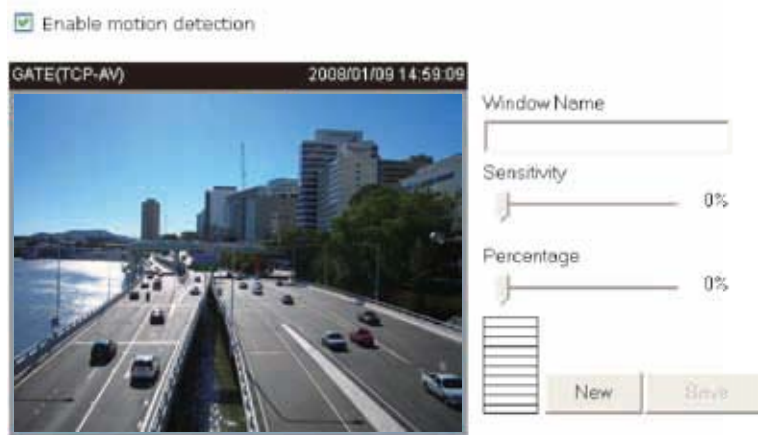 Enable motion detection
GATE(TCP-AV) 2008/01/09 14:59:09
Window Name
Sensitivity
0%
Percentage
0%
New Save